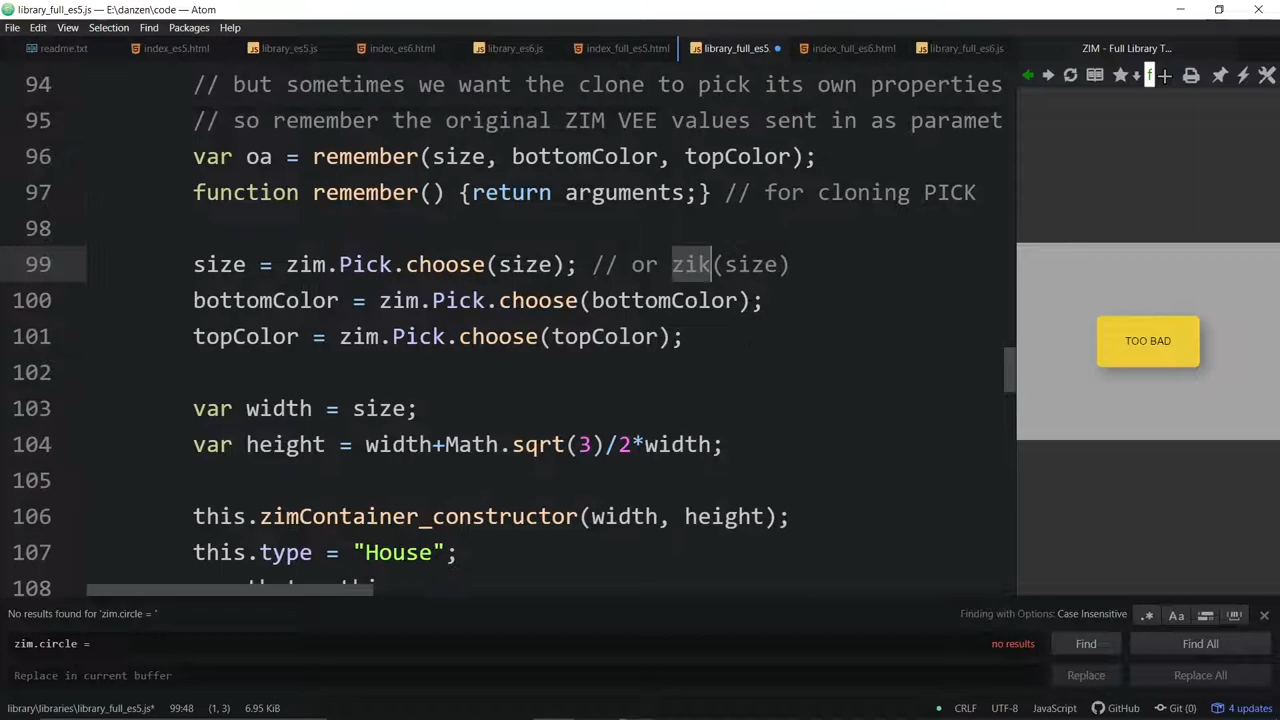 library_full_es5.js — E:\danzen\code — Atom
File Edit View Selection Find Packages Help
readme.txt index_es5.html library_es5.js index_es6.html library_es6.js index_full_es5.html library_full_es5. index_full_es6.html library_full_es6.js ZIM - Full Library T...
f
94 // but sometimes we want the clone to pick its own properties
95 // so remember the original ZIM VEE values sent in as paramet
96 var oa = remember(size, bottomColor, topColor);
97 function remember() {return arguments;} // for cloning PICK
98
99 size = zim.Pick.choose(size); // or zik(size)
100 bottomColor = zim.Pick.choose(bottomColor);
101 topColor = zim.Pick.choose(topColor);
102
103 var width = size;
104 var height = width+Math.sqrt(3)/2*width;
105
106 this.zimContainer_constructor(width, height);
107 this.type = "House";
108
TOO BAD
No results found for 'zim.circle = '
Finding with Options: Case Insensitive
.* Aa
zim.circle =
no results
Find Find All
Replace in current buffer
Replace Replace All
library\libraries\library_full_es5.js* 99:48 (1, 3) 6.95 KiB CRLF UTF-8 JavaScript GitHub Git (0) 4 updates